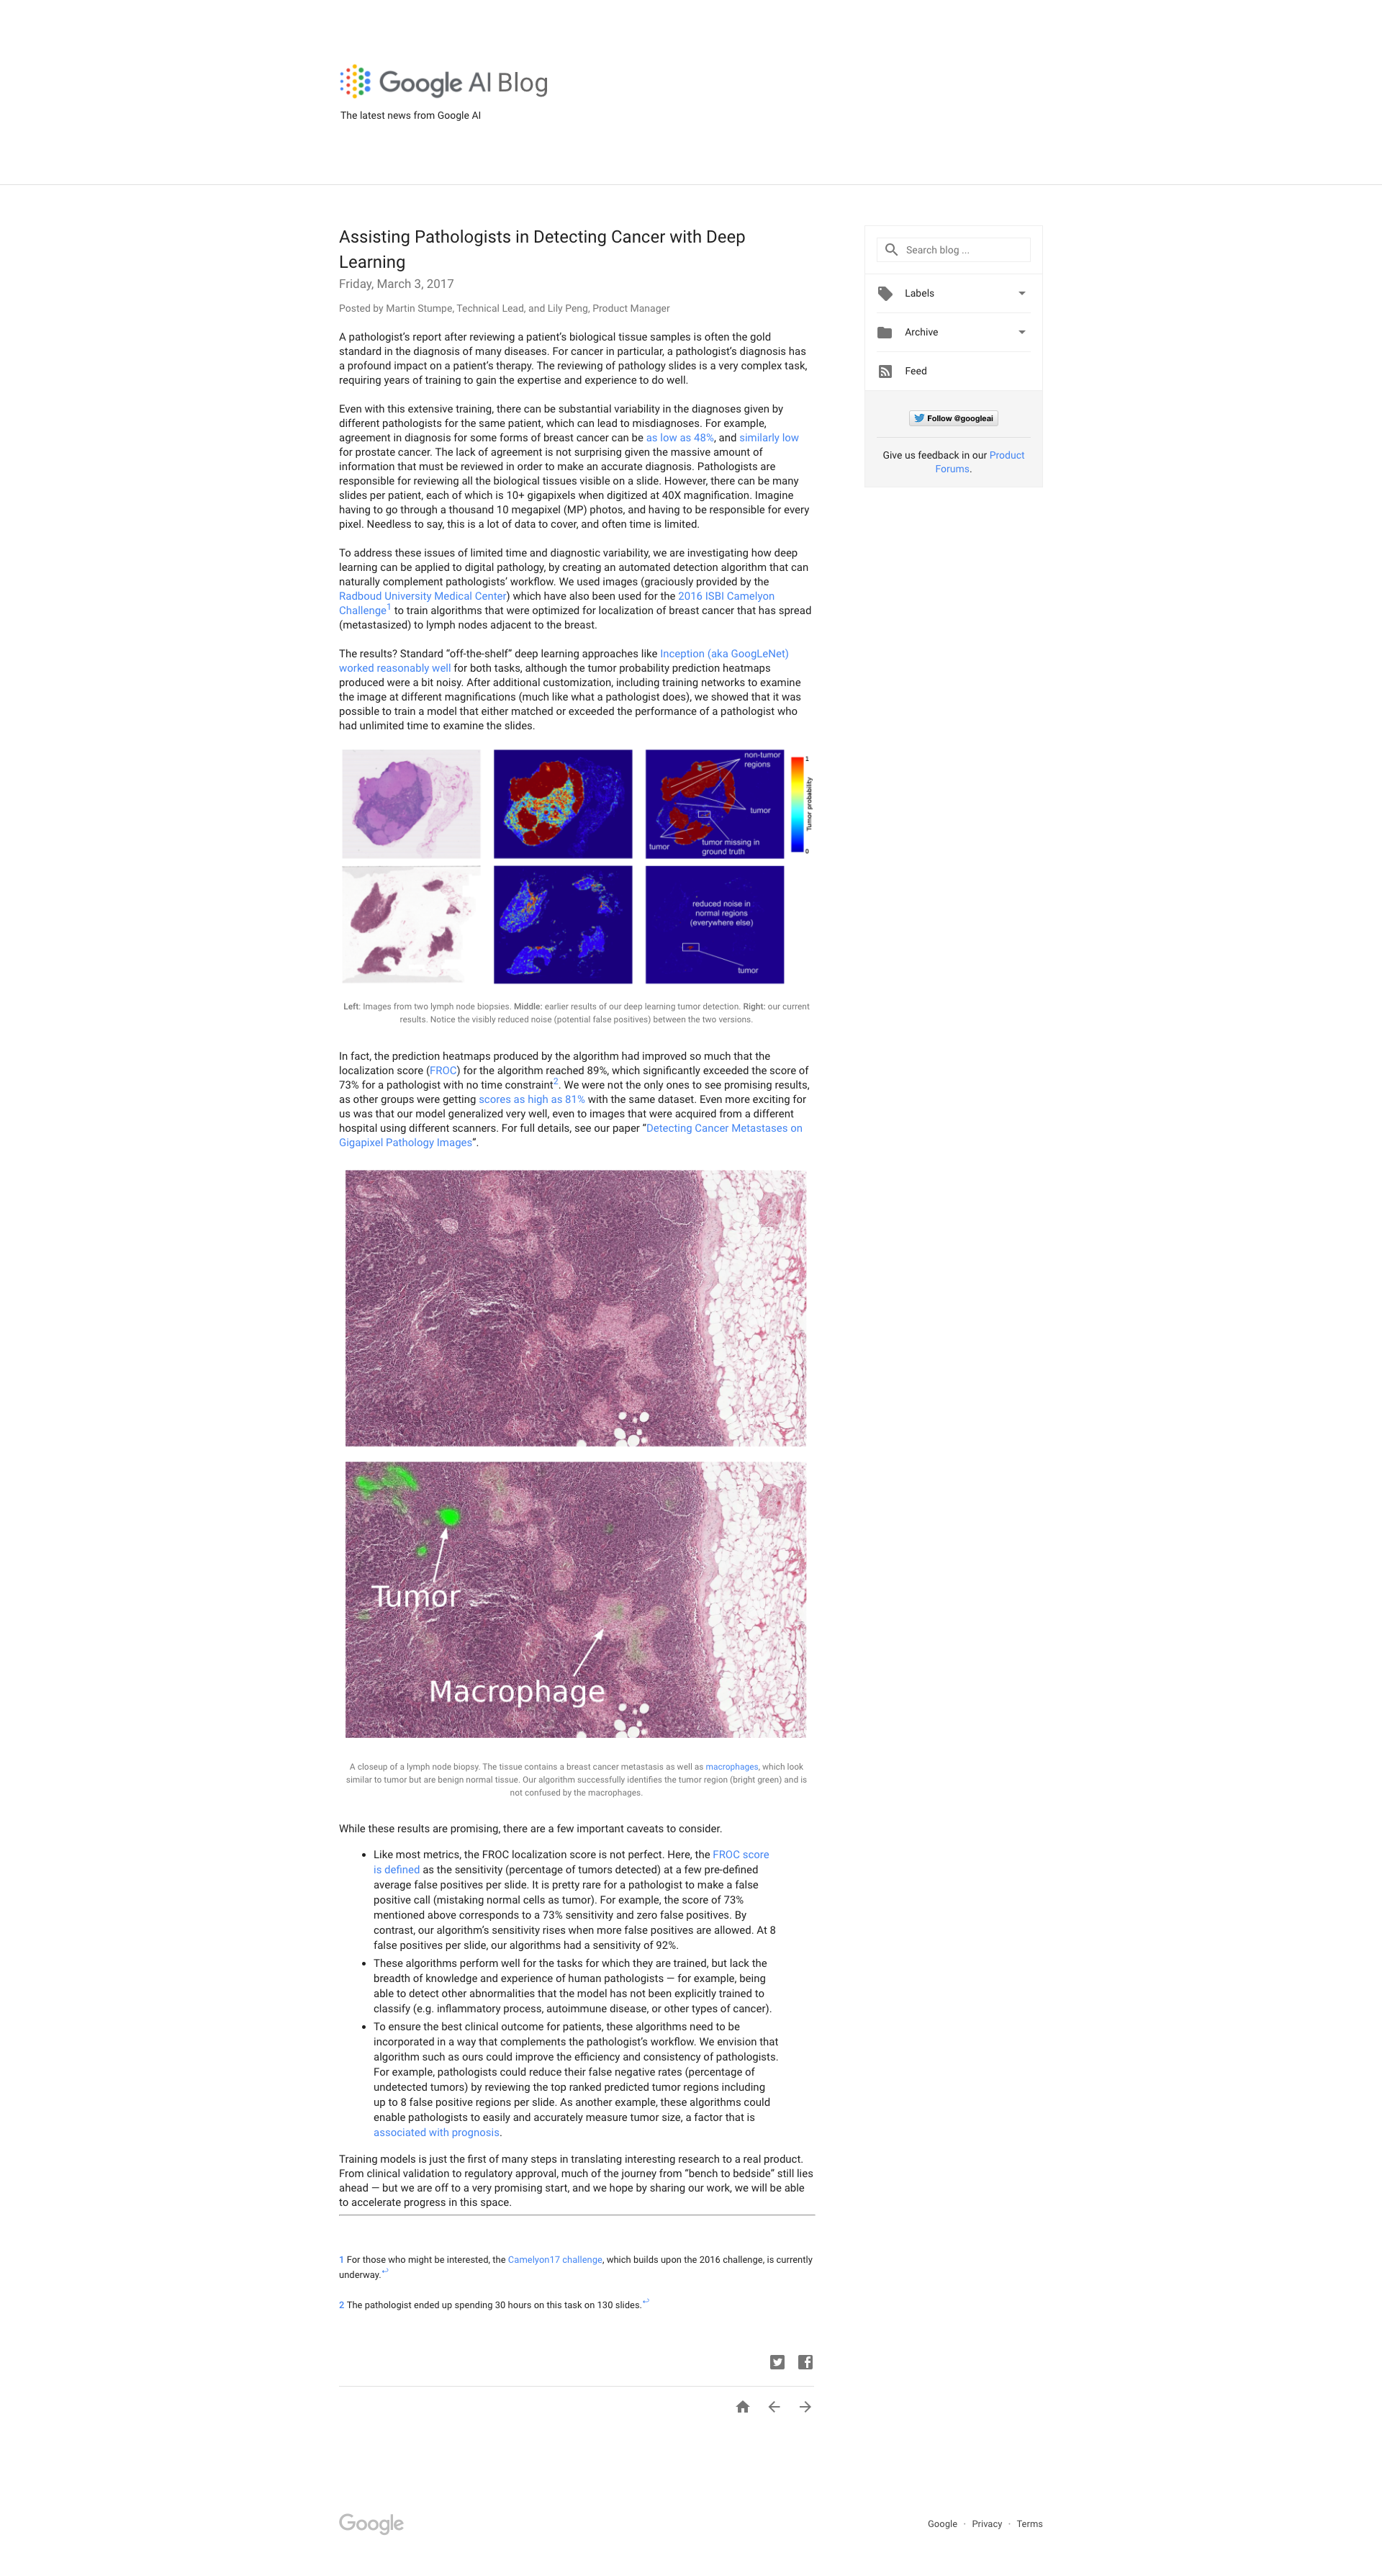 Google AI Blog
The latest news from Google AI
Assisting Pathologists in Detecting Cancer with Deep
Learning
Friday, March 3, 2017
Posted by Martin Stumpe, Technical Lead, and Lily Peng, Product Manager
A pathologist’s report after reviewing a patient’s biological tissue samples is often the gold
standard in the diagnosis of many diseases. For cancer in particular, a pathologist’s diagnosis has
a profound impact on a patient’s therapy. The reviewing of pathology slides is a very complex task,
requiring years of training to gain the expertise and experience to do well.
Even with this extensive training, there can be substantial variability in the diagnoses given by
different pathologists for the same patient, which can lead to misdiagnoses. For example,
agreement in diagnosis for some forms of breast cancer can be as low as 48%, and similarly low
for prostate cancer. The lack of agreement is not surprising given the massive amount of
information that must be reviewed in order to make an accurate diagnosis. Pathologists are
responsible for reviewing all the biological tissues visible on a slide. However, there can be many
slides per patient, each of which is 10+ gigapixels when digitized at 40X magnification. Imagine
having to go through a thousand 10 megapixel (MP) photos, and having to be responsible for every
pixel. Needless to say, this is a lot of data to cover, and often time is limited.
To address these issues of limited time and diagnostic variability, we are investigating how deep
learning can be applied to digital pathology, by creating an automated detection algorithm that can
naturally complement pathologists’ workflow. We used images (graciously provided by the
Radboud University Medical Center) which have also been used for the 2016 ISBI Camelyon
Challenge1 to train algorithms that were optimized for localization of breast cancer that has spread
(metastasized) to lymph nodes adjacent to the breast.
The results? Standard “off-the-shelf” deep learning approaches like Inception (aka GoogLeNet)
worked reasonably well for both tasks, although the tumor probability prediction heatmaps
produced were a bit noisy. After additional customization, including training networks to examine
the image at different magnifications (much like what a pathologist does), we showed that it was
possible to train a model that either matched or exceeded the performance of a pathologist who
had unlimited time to examine the slides.
non-tumor
regions
tumor
tumor
tumor missing in
ground truth
1
Tumor probability
0
reduced noise in
normal regions
(everywhere else)
tumor
Left: Images from two lymph node biopsies. Middle: earlier results of our deep learning tumor detection. Right: our current
results. Notice the visibly reduced noise (potential false positives) between the two versions.
In fact, the prediction heatmaps produced by the algorithm had improved so much that the
localization score (FROC) for the algorithm reached 89%, which significantly exceeded the score of
73% for a pathologist with no time constraint2. We were not the only ones to see promising results,
as other groups were getting scores as high as 81% with the same dataset. Even more exciting for
us was that our model generalized very well, even to images that were acquired from a different
hospital using different scanners. For full details, see our paper “Detecting Cancer Metastases on
Gigapixel Pathology Images”.
Tumor
Macrophage
A closeup of a lymph node biopsy. The tissue contains a breast cancer metastasis as well as macrophages, which look
similar to tumor but are benign normal tissue. Our algorithm successfully identifies the tumor region (bright green) and is
not confused by the macrophages.
While these results are promising, there are a few important caveats to consider.
• Like most metrics, the FROC localization score is not perfect. Here, the FROC score
is defined as the sensitivity (percentage of tumors detected) at a few pre-defined
average false positives per slide. It is pretty rare for a pathologist to make a false
positive call (mistaking normal cells as tumor). For example, the score of 73%
mentioned above corresponds to a 73% sensitivity and zero false positives. By
contrast, our algorithm’s sensitivity rises when more false positives are allowed. At 8
false positives per slide, our algorithms had a sensitivity of 92%.
• These algorithms perform well for the tasks for which they are trained, but lack the
breadth of knowledge and experience of human pathologists — for example, being
able to detect other abnormalities that the model has not been explicitly trained to
classify (e.g. inflammatory process, autoimmune disease, or other types of cancer).
• To ensure the best clinical outcome for patients, these algorithms need to be
incorporated in a way that complements the pathologist’s workflow. We envision that
algorithm such as ours could improve the efficiency and consistency of pathologists.
For example, pathologists could reduce their false negative rates (percentage of
undetected tumors) by reviewing the top ranked predicted tumor regions including
up to 8 false positive regions per slide. As another example, these algorithms could
enable pathologists to easily and accurately measure tumor size, a factor that is
associated with prognosis.
Training models is just the first of many steps in translating interesting research to a real product.
From clinical validation to regulatory approval, much of the journey from “bench to bedside” still lies
ahead — but we are off to a very promising start, and we hope by sharing our work, we will be able
to accelerate progress in this space.
1 For those who might be interested, the Camelyon17 challenge, which builds upon the 2016 challenge, is currently
underway.↩
2 The pathologist ended up spending 30 hours on this task on 130 slides.↩
Search blog ...
Labels
Archive
Feed
Follow @googleai
Give us feedback in our Product
Forums.
Google
Google · Privacy · Terms